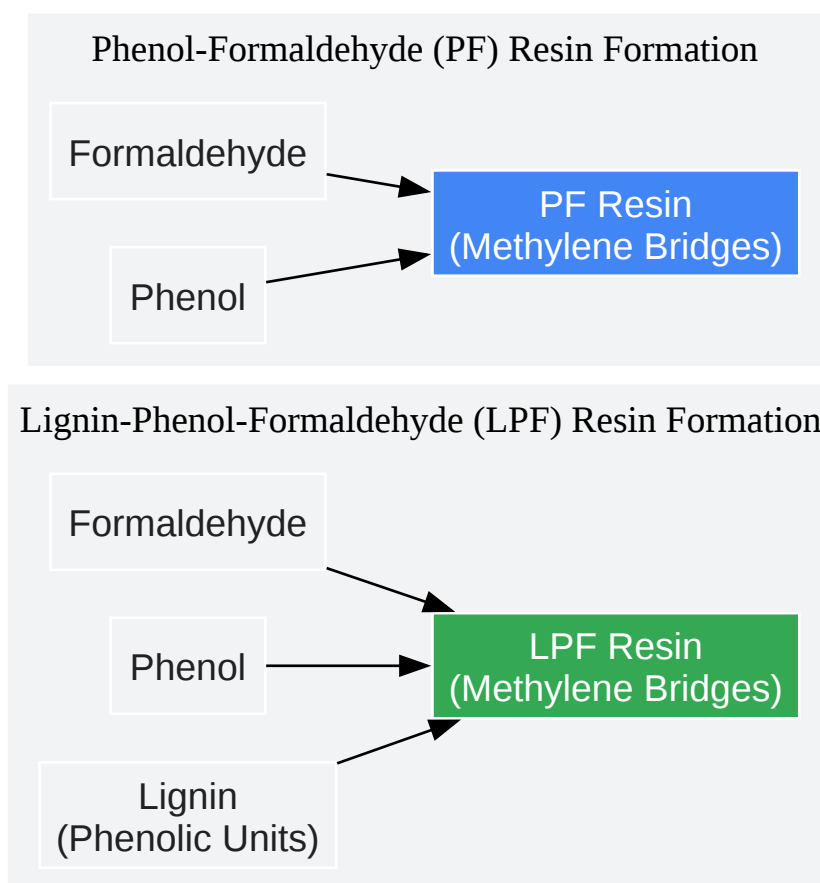 Phenol-Formaldehyde (PF) Resin Formation
Formaldehyde
Phenol
PF Resin
(Methylene Bridges)
Lignin-Phenol-Formaldehyde (LPF) Resin Formation
Formaldehyde
Phenol
Lignin
(Phenolic Units)
LPF Resin
(Methylene Bridges)